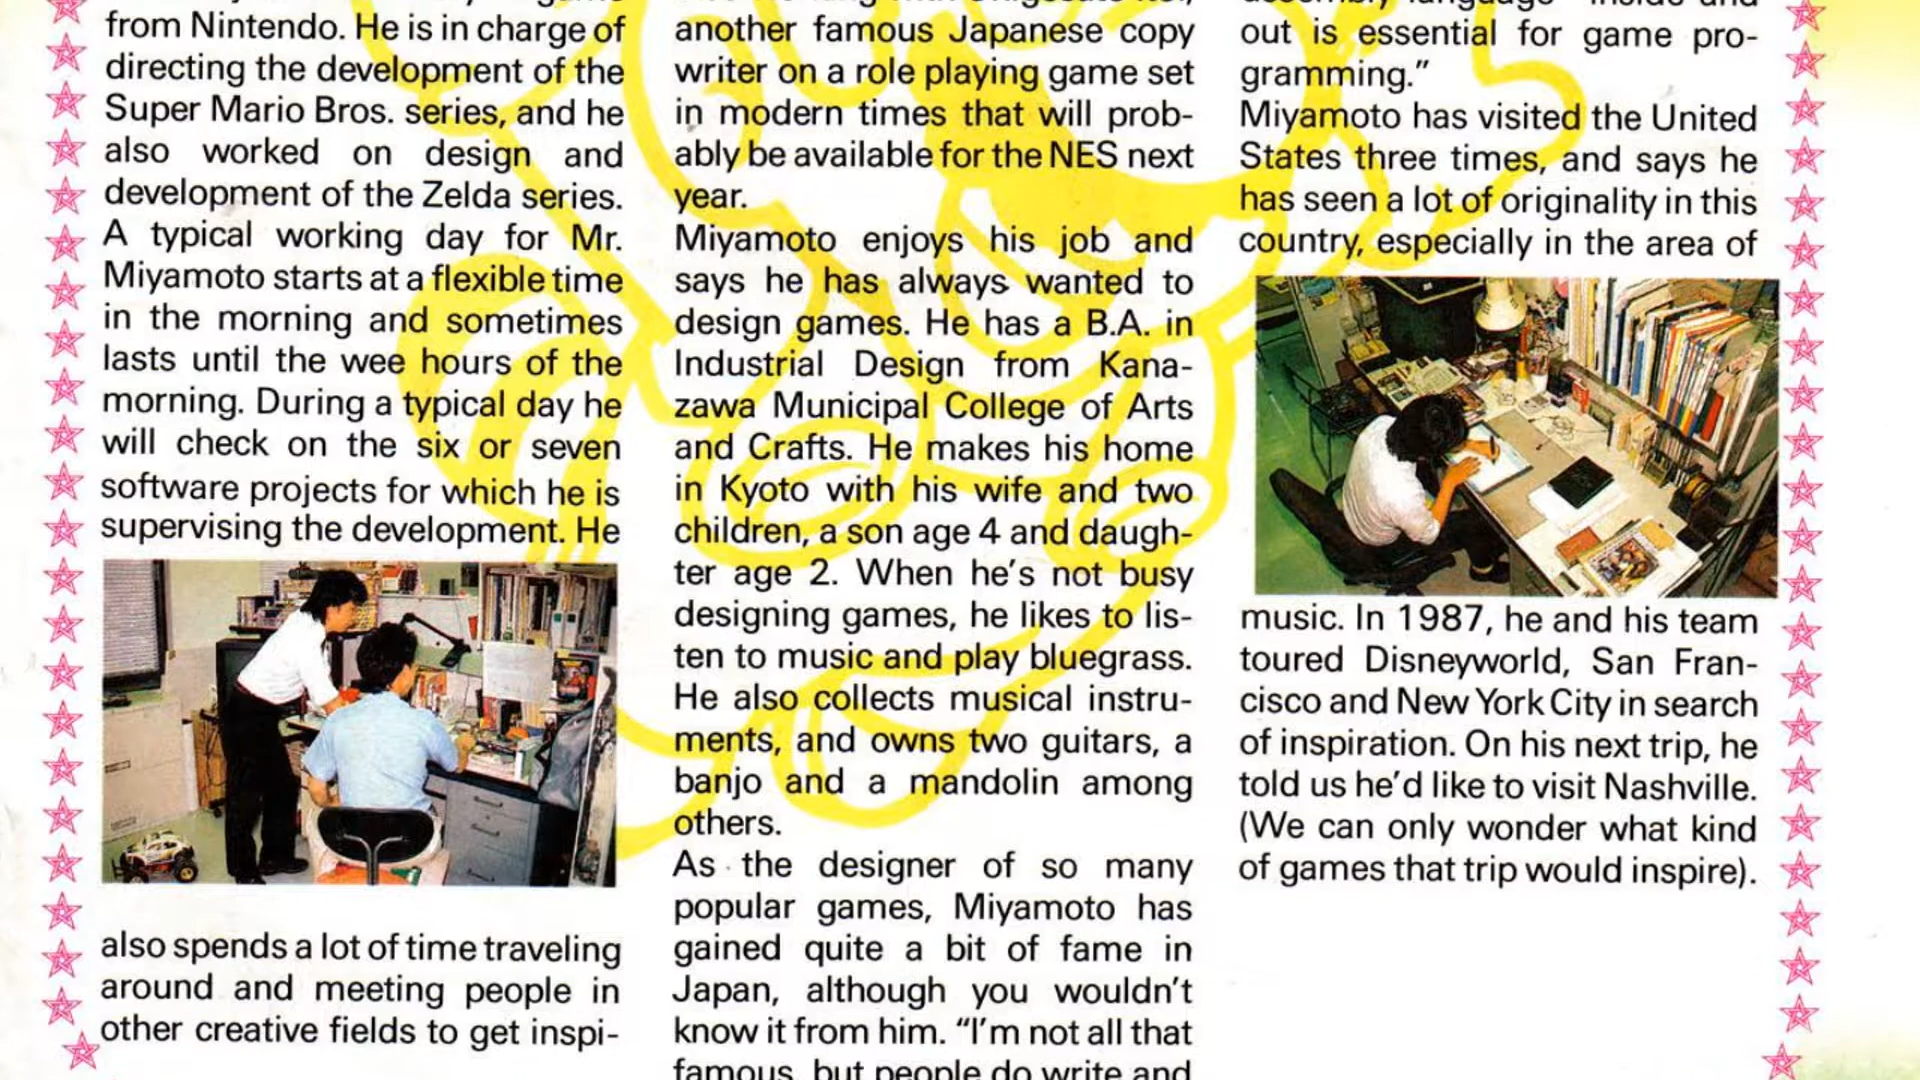 from Nintendo. He is in charge of
directing the development of the
Super Mario Bros. series, and he
also worked on design and
development of the Zelda series.
A typical working day for Mr.
Miyamoto starts at a flexible time
in the morning and sometimes
lasts until the wee hours of the
morning. During a typical day he
will check on the six or seven
software projects for which he is
supervising the development. He
also spends a lot of time traveling
around and meeting people in
other creative fields to get inspi-
another famous Japanese copy
writer on a role playing game set
in modern times that will prob-
ably be available for the NES next
year.
Miyamoto enjoys his job and
says he has always wanted to
design games. He has a B.A. in
Industrial Design from Kana-
zawa Municipal College of Arts
and Crafts. He makes his home
in Kyoto with his wife and two
children, a son age 4 and daugh-
ter age 2. When he's not busy
designing games, he likes to lis-
ten to music and play bluegrass.
He also collects musical instru-
ments, and owns two guitars, a
banjo and a mandolin among
others.
As the designer of so many
popular games, Miyamoto has
gained quite a bit of fame in
Japan, although you wouldn't
know it from him. “I'm not all that
famous, but people do write and
assembly language “inside and
out is essential for game pro-
gramming.”
Miyamoto has visited the United
States three times, and says he
has seen a lot of originality in this
country, especially in the area of
music. In 1987, he and his team
toured Disneyworld, San Fran-
cisco and New York City in search
of inspiration. On his next trip, he
told us he'd like to visit Nashville.
(We can only wonder what kind
of games that trip would inspire).